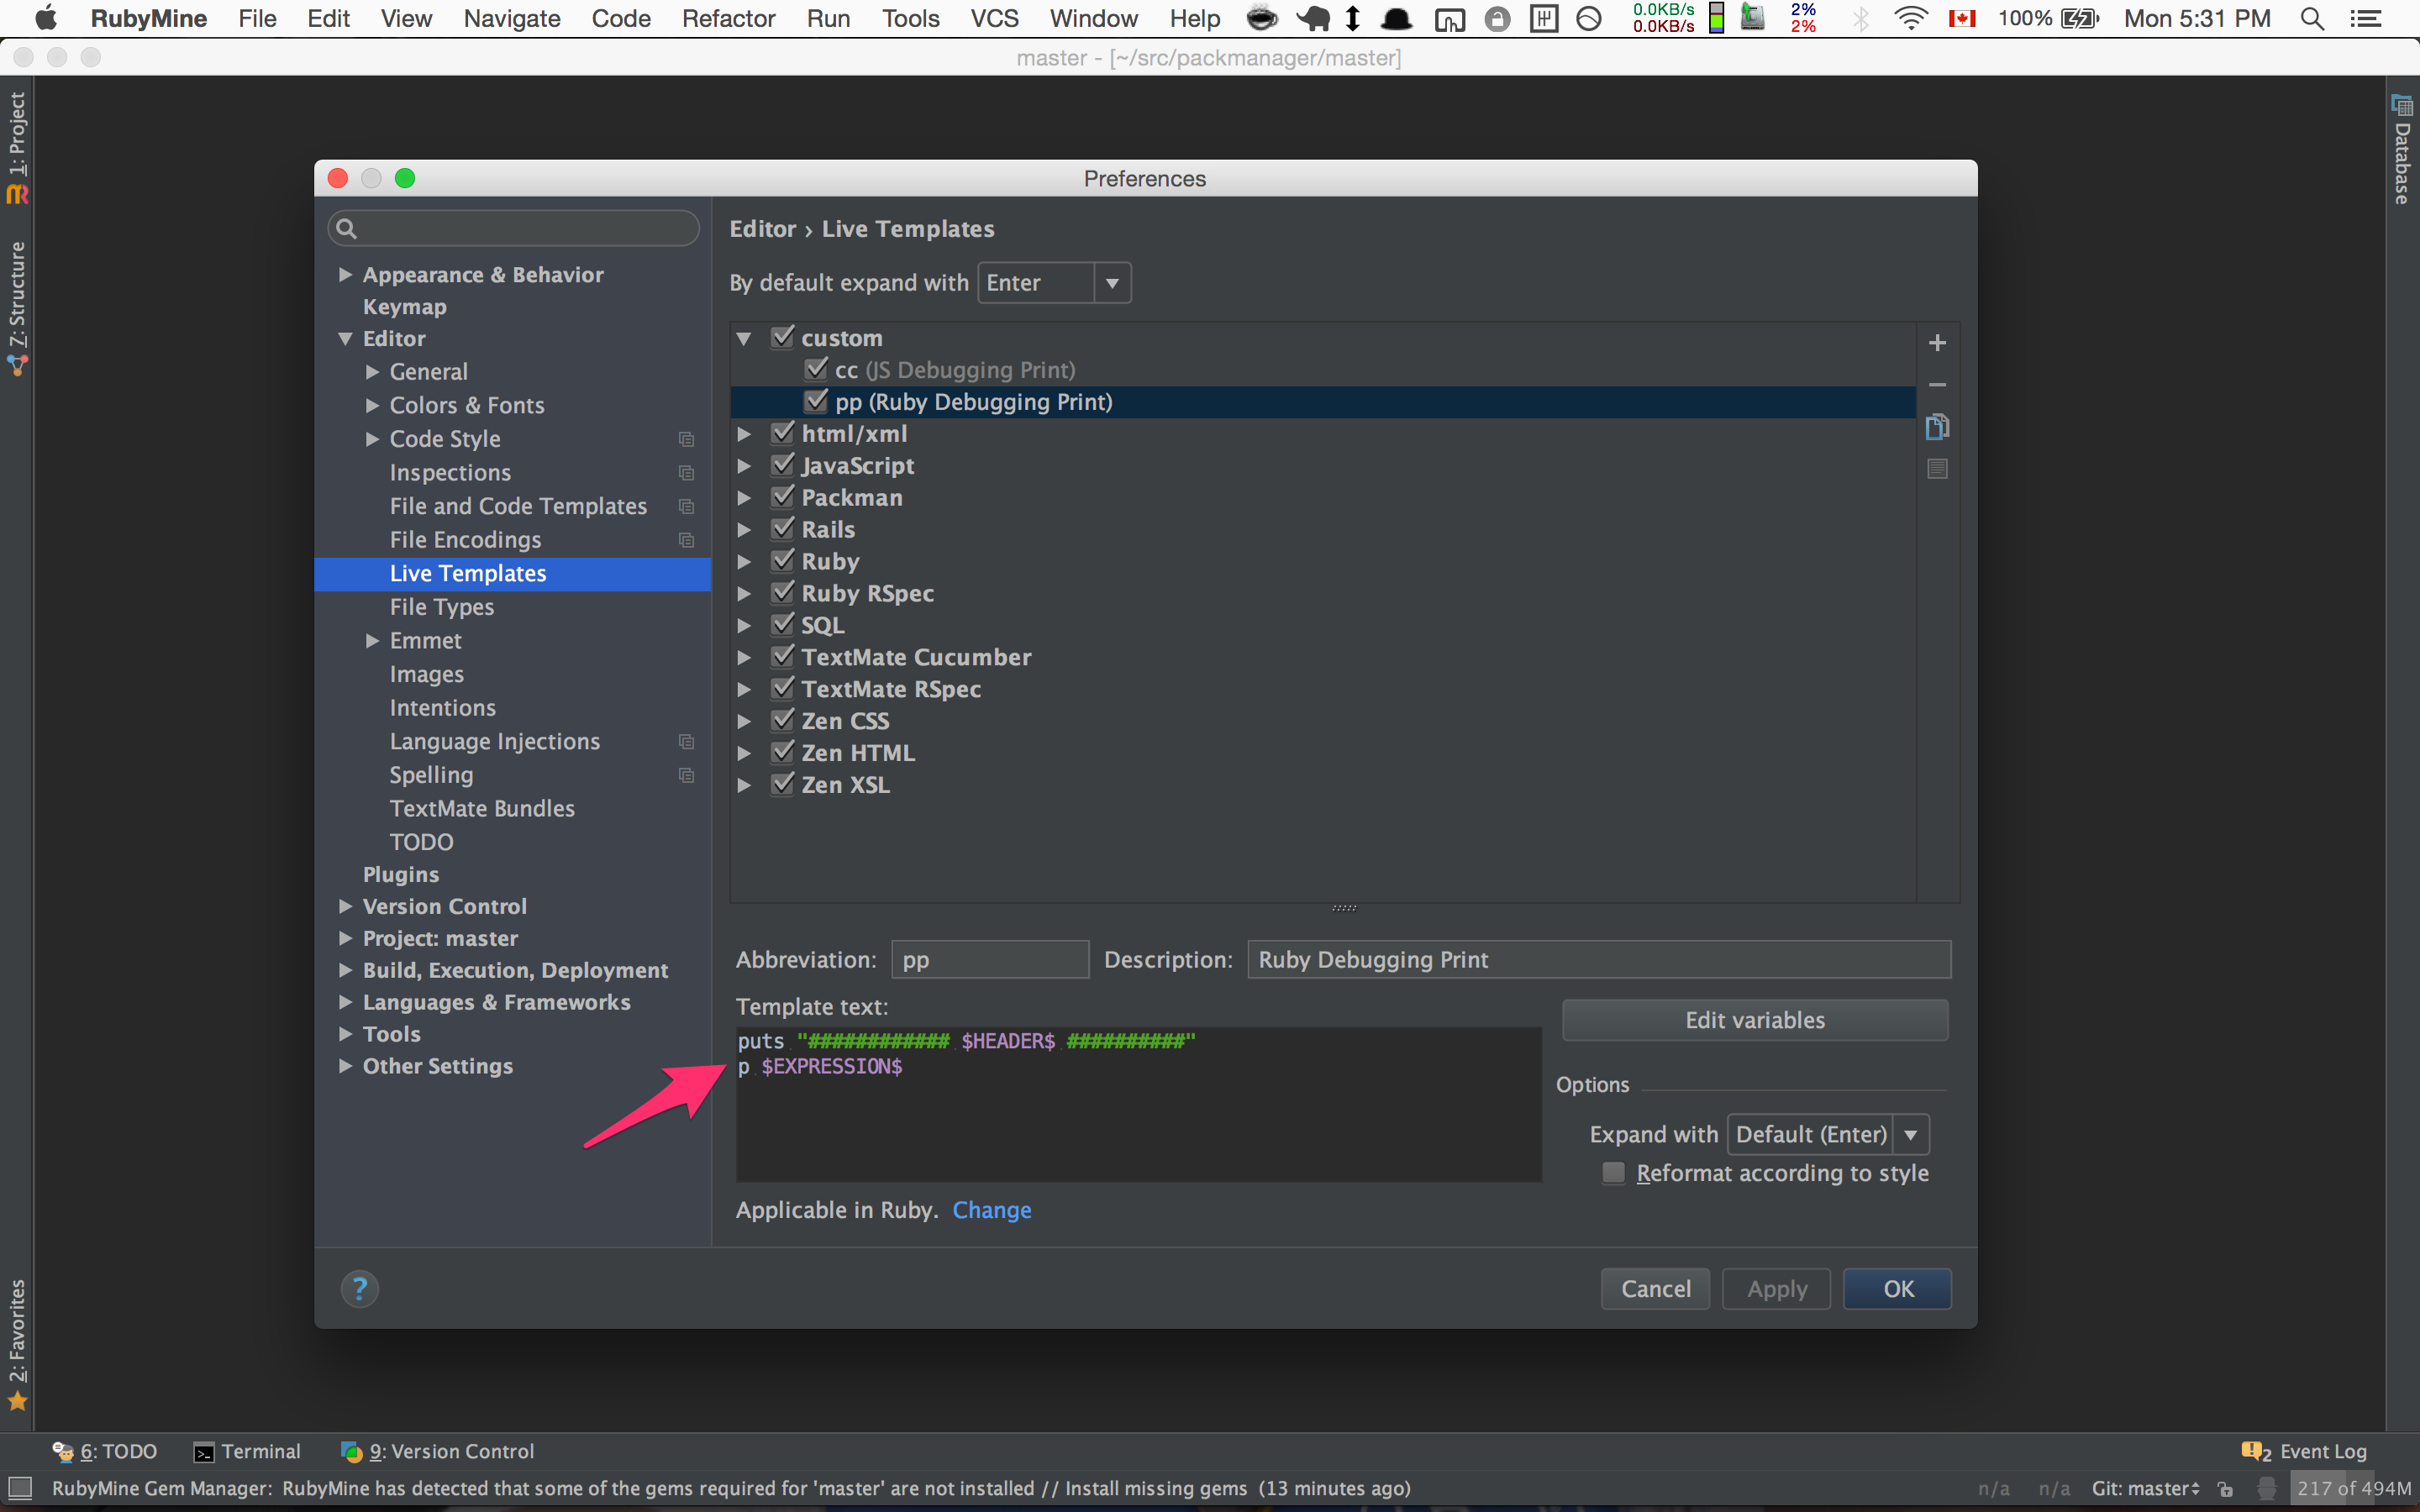 RubyMine File Edit View Navigate Code Refactor Run Tools VCS Window Help 0.0KB/s 0.0KB/s 2% 2% 100% Mon 5:31 PM
master - [~/src/packmanager/master]
1: Project
7: Structure
2: Favorites
Database
Preferences
Appearance & Behavior
Keymap
Editor
General
Colors & Fonts
Code Style
Inspections
File and Code Templates
File Encodings
Live Templates
File Types
Emmet
Images
Intentions
Language Injections
Spelling
TextMate Bundles
TODO
Plugins
Version Control
Project: master
Build, Execution, Deployment
Languages & Frameworks
Tools
Other Settings
Editor › Live Templates
By default expand with Enter
custom
cc (JS Debugging Print)
pp (Ruby Debugging Print)
html/xml
JavaScript
Packman
Rails
Ruby
Ruby RSpec
SQL
TextMate Cucumber
TextMate RSpec
Zen CSS
Zen HTML
Zen XSL
Abbreviation: pp Description: Ruby Debugging Print
Template text:
puts "############ $HEADER$ ##########"
p $EXPRESSION$
Edit variables
Options
Expand with Default (Enter)
Reformat according to style
Applicable in Ruby. Change
? Cancel Apply OK
6: TODO Terminal 9: Version Control 2 Event Log
RubyMine Gem Manager: RubyMine has detected that some of the gems required for 'master' are not installed // Install missing gems (13 minutes ago) n/a n/a Git: master 217 of 494M